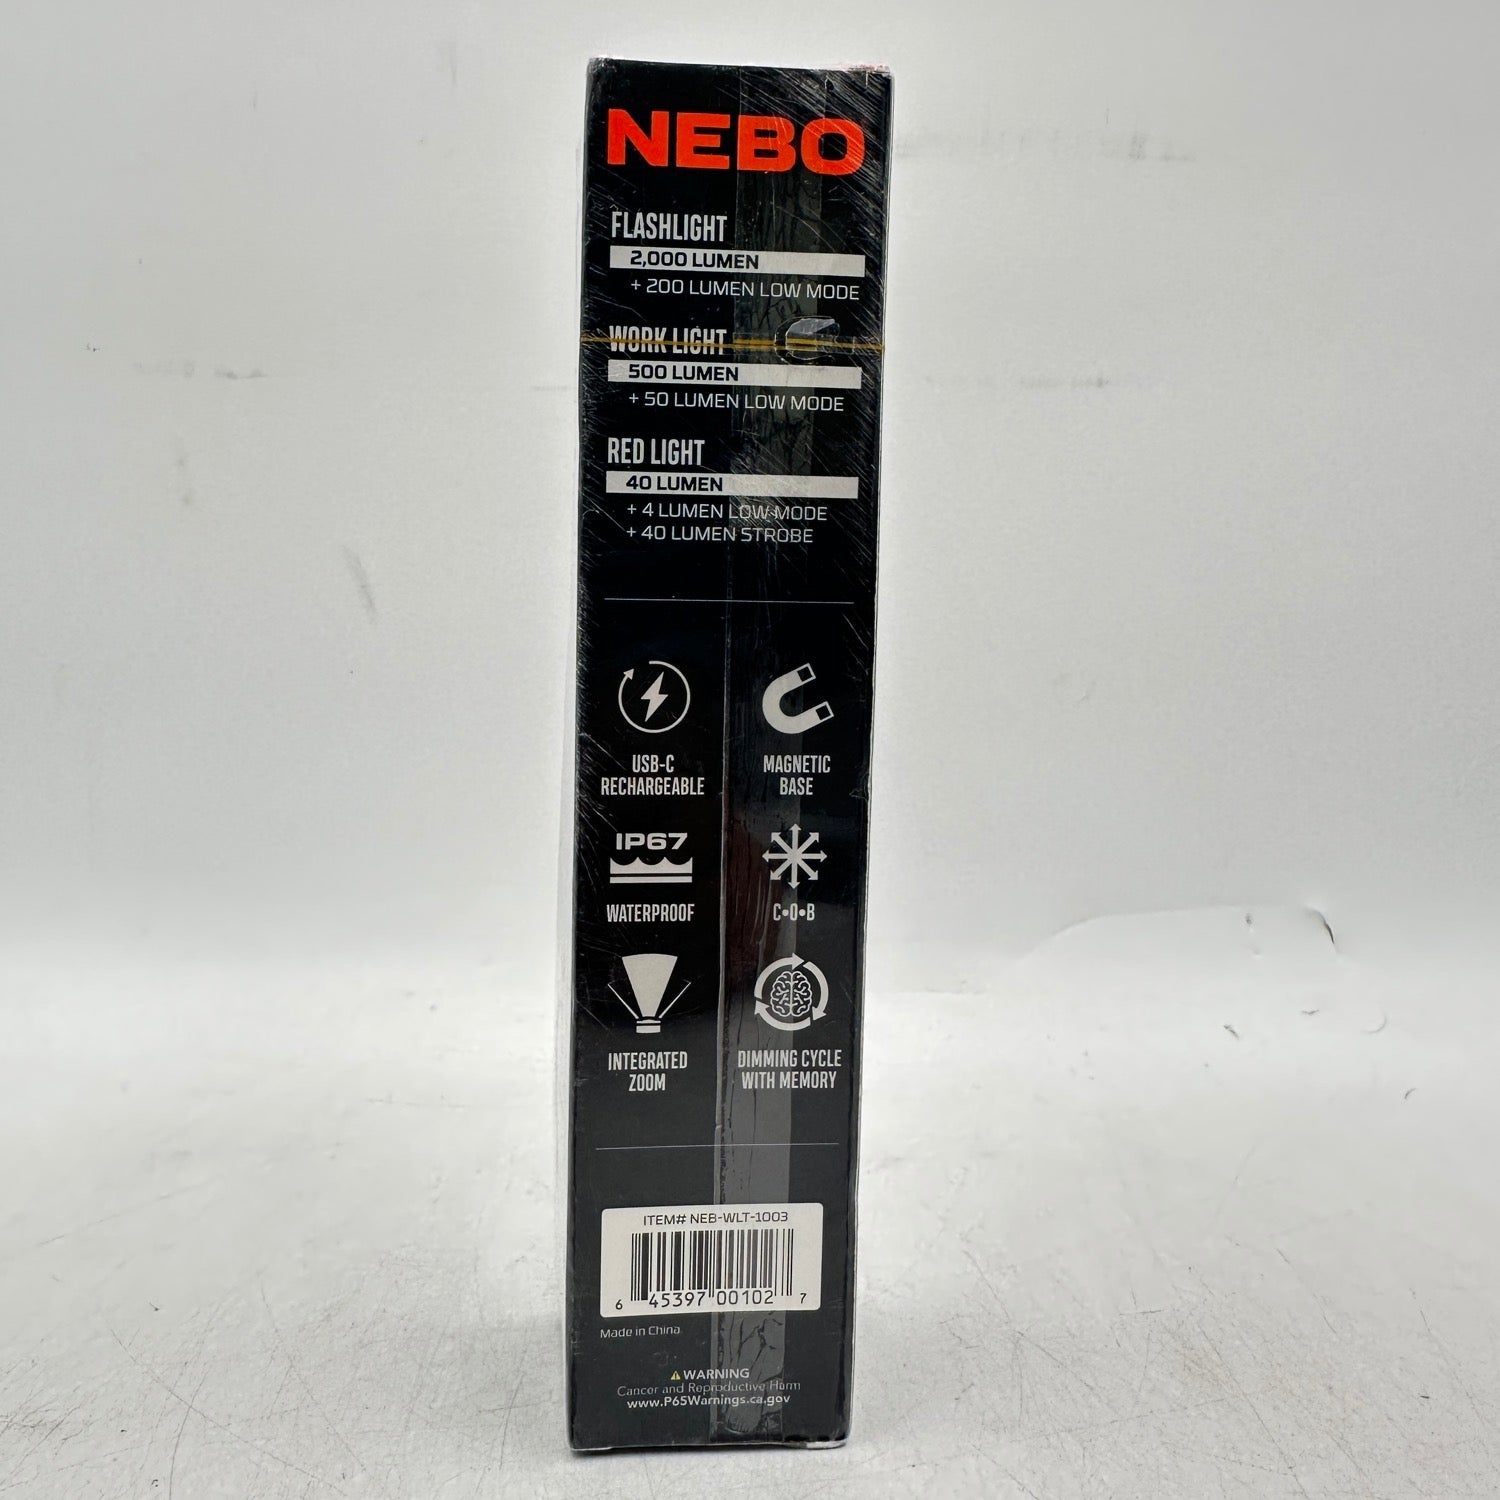 NEBO
FLASHLIGHT
2,000 LUMEN
+ 200 LUMEN LOW MODE
WORK LIGHT
500 LUMEN
+ 50 LUMEN LOW MODE
RED LIGHT
40 LUMEN
+ 4 LUMEN LOW MODE
+ 40 LUMEN STROBE
USB-C
RECHARGEABLE
MAGNETIC
BASE
IP67
WATERPROOF
C•O•B
INTEGRATED
ZOOM
DIMMING CYCLE
WITH MEMORY
ITEM# NEB-WLT-1003
6 45397 00102 7
Made in China
WARNING
Cancer and Reproductive Harm
www.P65Warnings.ca.gov